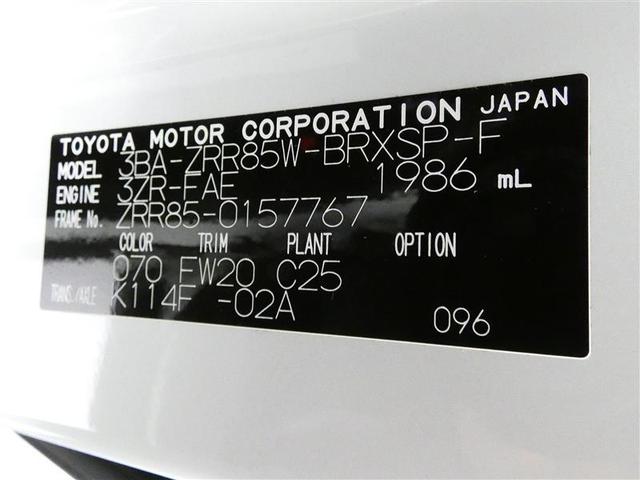 TOYOTA MOTOR CORPORATION JAPAN
MODEL 3BA-ZRR85W-BRXSP-F
ENGINE 3ZR-FAE 1986 mL
FRAME No. ZRR85-0157767
COLOR TRIM PLANT OPTION
070 FW20 C25
TRANS./AXLE K114F -02A
096